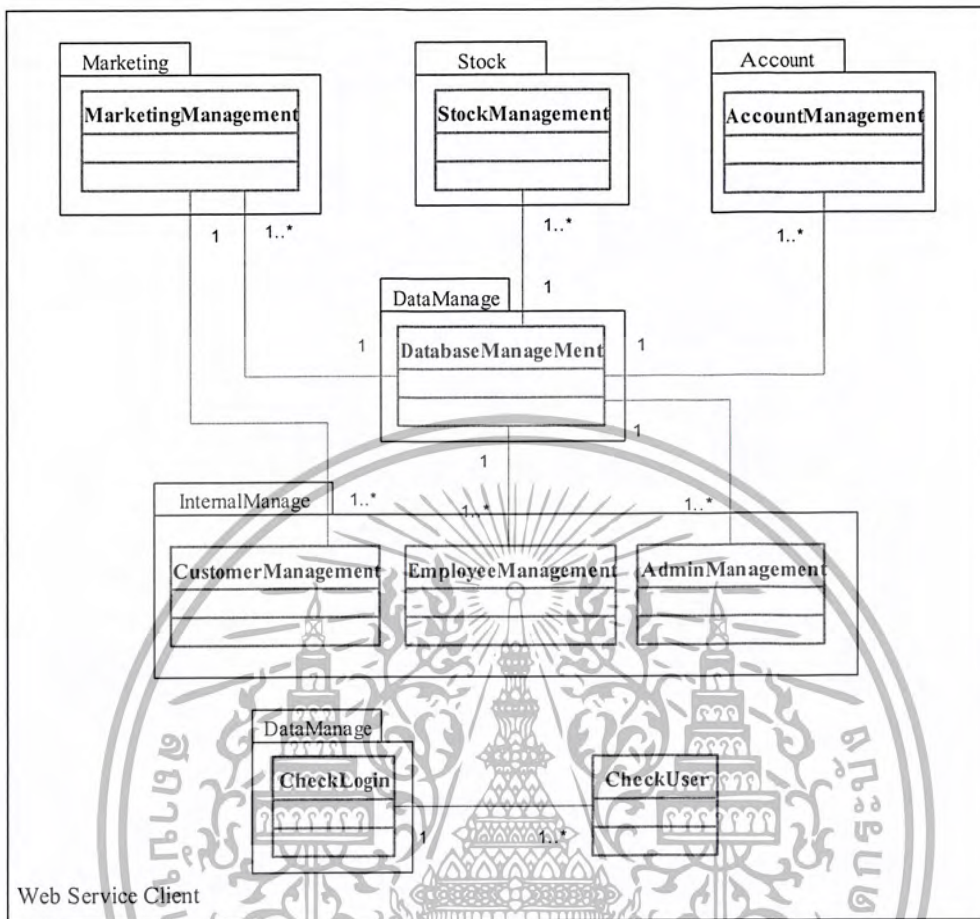 Marketing
Stock
Account
MarketingManagement
StockManagement
AccountManagement
1
1..*
1..*
1..*
DataManage
1
1
1
DatabaseManageMent
1
1
InternalManage
1..*
1..*
1..*
CustomerManagement
EmployeeManagement
AdminManagement
DataManage
CheckLogin
CheckUser
1
1..*
Web Service Client